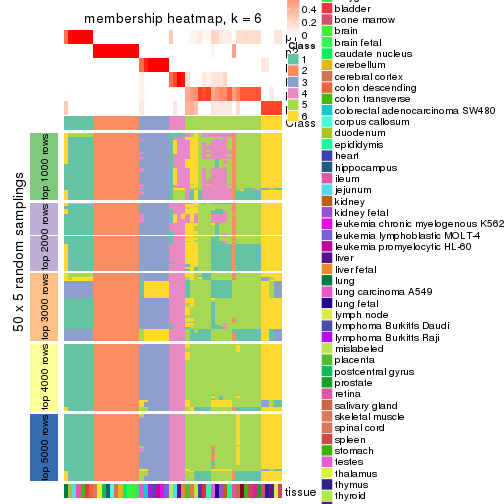 membership heatmap, k = 6
0.4
0.2
0
Class
1
2
3
4
5
6
Class
50 x 5 random samplings
top 1000 rows
top 2000 rows
top 3000 rows
top 4000 rows
top 5000 rows
tissue
bladder
bone marrow
brain
brain fetal
caudate nucleus
cerebellum
cerebral cortex
colon descending
colon transverse
colorectal adenocarcinoma SW480
corpus callosum
duodenum
epididymis
heart
hippocampus
ileum
jejunum
kidney
kidney fetal
leukemia chronic myelogenous K562
leukemia lymphoblastic MOLT-4
leukemia promyelocytic HL-60
liver
liver fetal
lung
lung carcinoma A549
lung fetal
lymph node
lymphoma Burkitts Daudi
lymphoma Burkitts Raji
mislabeled
placenta
postcentral gyrus
prostate
retina
salivary gland
skeletal muscle
spinal cord
spleen
stomach
testes
thalamus
thymus
thyroid